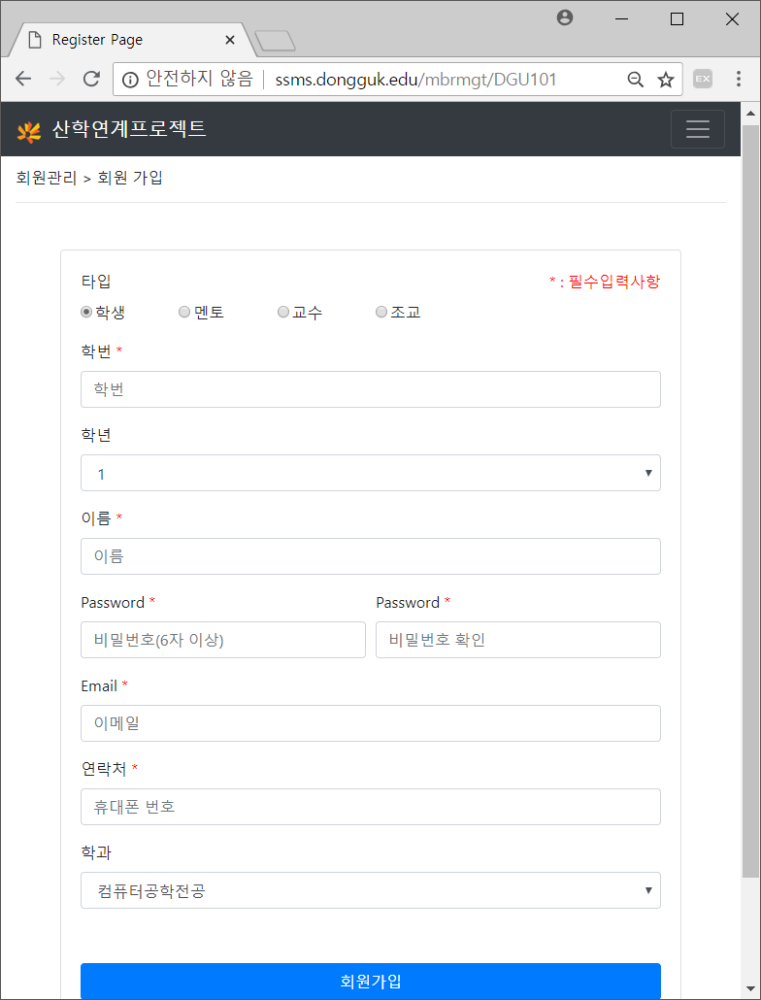 Register Page
안전하지 않음 ssms.dongguk.edu/mbrmgt/DGU101
EX
산학연계프로젝트
회원관리 > 회원 가입
타입 * : 필수입력사항
학생 멘토 교수 조교
학번 *
학번
학년
1
이름 *
이름
Password * Password *
비밀번호(6자 이상) 비밀번호 확인
Email *
이메일
연락처 *
휴대폰 번호
학과
컴퓨터공학전공
회원가입